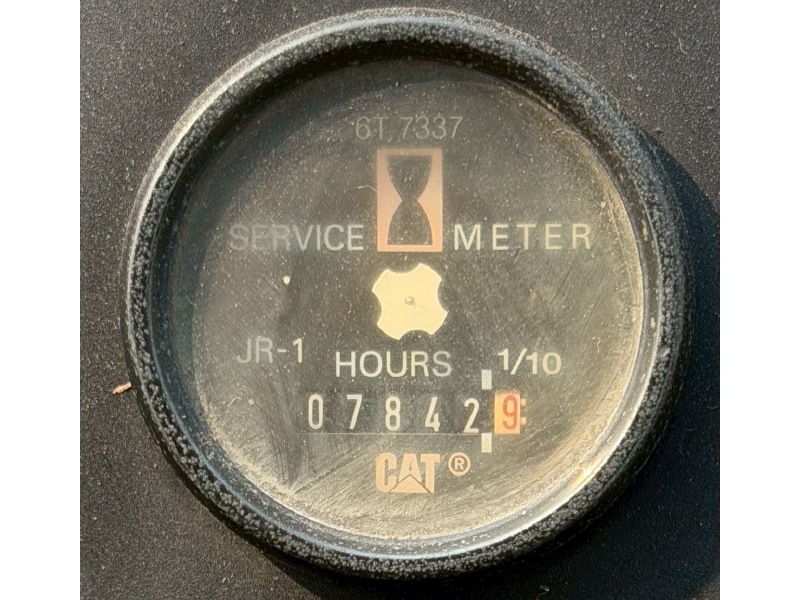 6T 7337
SERVICE METER
JR-1 HOURS 1/10
078429
CAT®